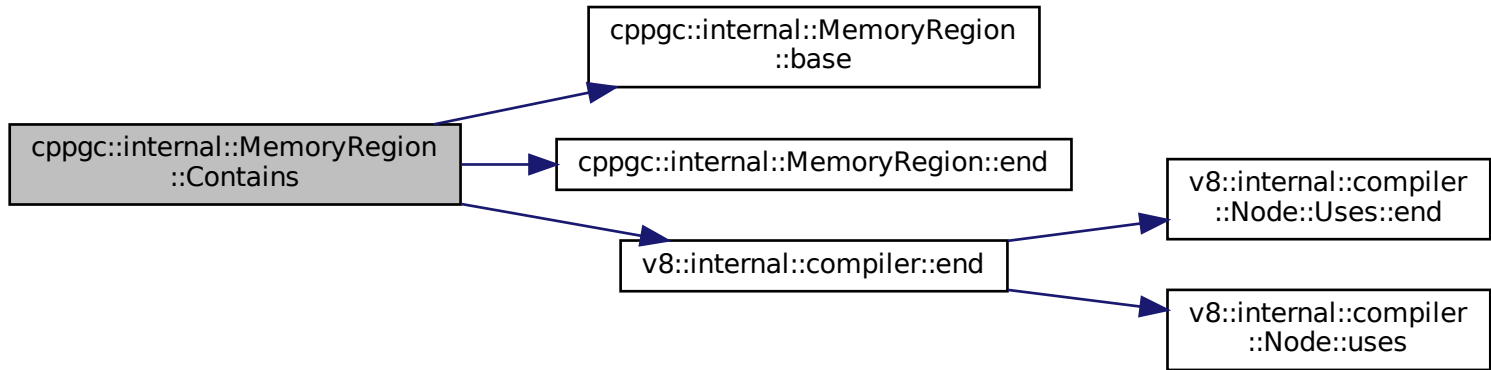 cppgc::internal::MemoryRegion
::base
cppgc::internal::MemoryRegion
::Contains
cppgc::internal::MemoryRegion::end
v8::internal::compiler
::Node::Uses::end
v8::internal::compiler::end
v8::internal::compiler
::Node::uses